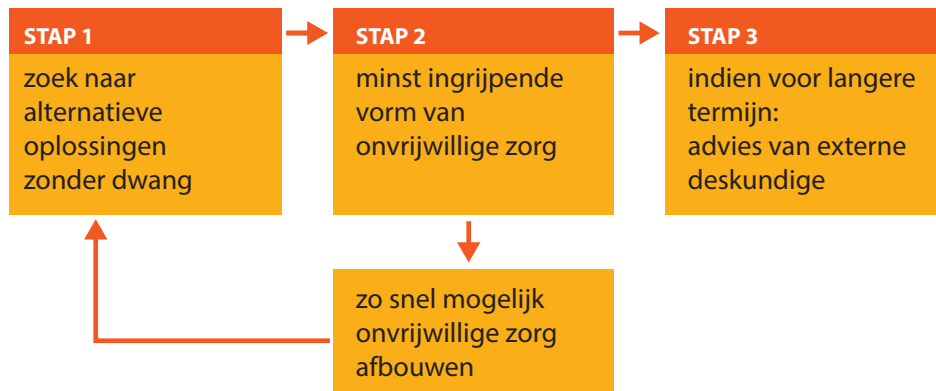 STAP 1
zoek naar
alternatieve
oplossingen
zonder dwang
STAP 2
minst ingrijpende
vorm van
onvrijwillige zorg
STAP 3
indien voor langere
termijn:
advies van externe
deskundige
zo snel mogelijk
onvrijwillige zorg
afbouwen